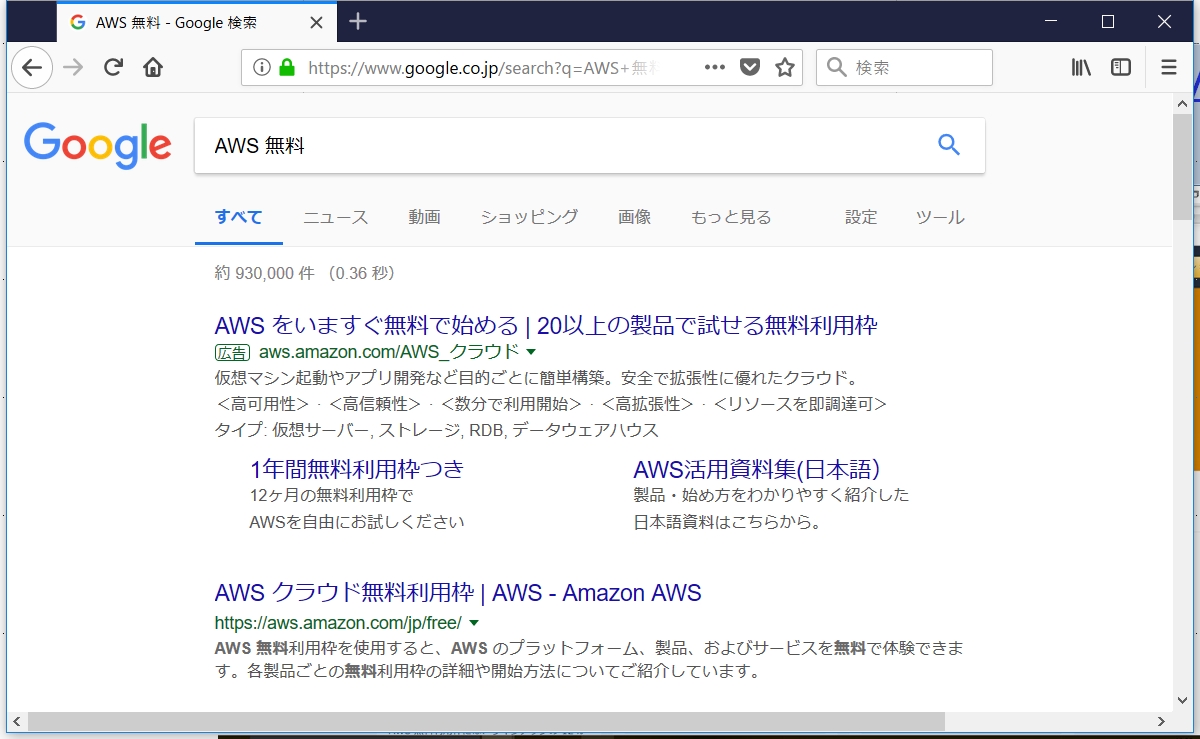 AWS 無料 - Google 検索
https://www.google.co.jp/search?q=AWS+無料
検索
Google
AWS 無料
すべて ニュース 動画 ショッピング 画像 もっと見る 設定 ツール
約 930,000 件 (0.36 秒)
AWS をいますぐ無料で始める | 20以上の製品で試せる無料利用枠
広告 aws.amazon.com/AWS_クラウド
仮想マシン起動やアプリ開発など目的ごとに簡単構築。安全で拡張性に優れたクラウド。
＜高可用性＞ · ＜高信頼性＞ · ＜数分で利用開始＞ · ＜高拡張性＞ · ＜リソースを即調達可＞
タイプ: 仮想サーバー, ストレージ, RDB, データウェアハウス
1年間無料利用枠つき
12ヶ月の無料利用枠で
AWSを自由にお試しください
AWS活用資料集(日本語)
製品・始め方をわかりやすく紹介した
日本語資料はこちらから。
AWS クラウド無料利用枠 | AWS - Amazon AWS
https://aws.amazon.com/jp/free/
AWS 無料利用枠を使用すると、AWS のプラットフォーム、製品、およびサービスを無料で体験できま
す。各製品ごとの無料利用枠の詳細や開始方法についてご紹介しています。